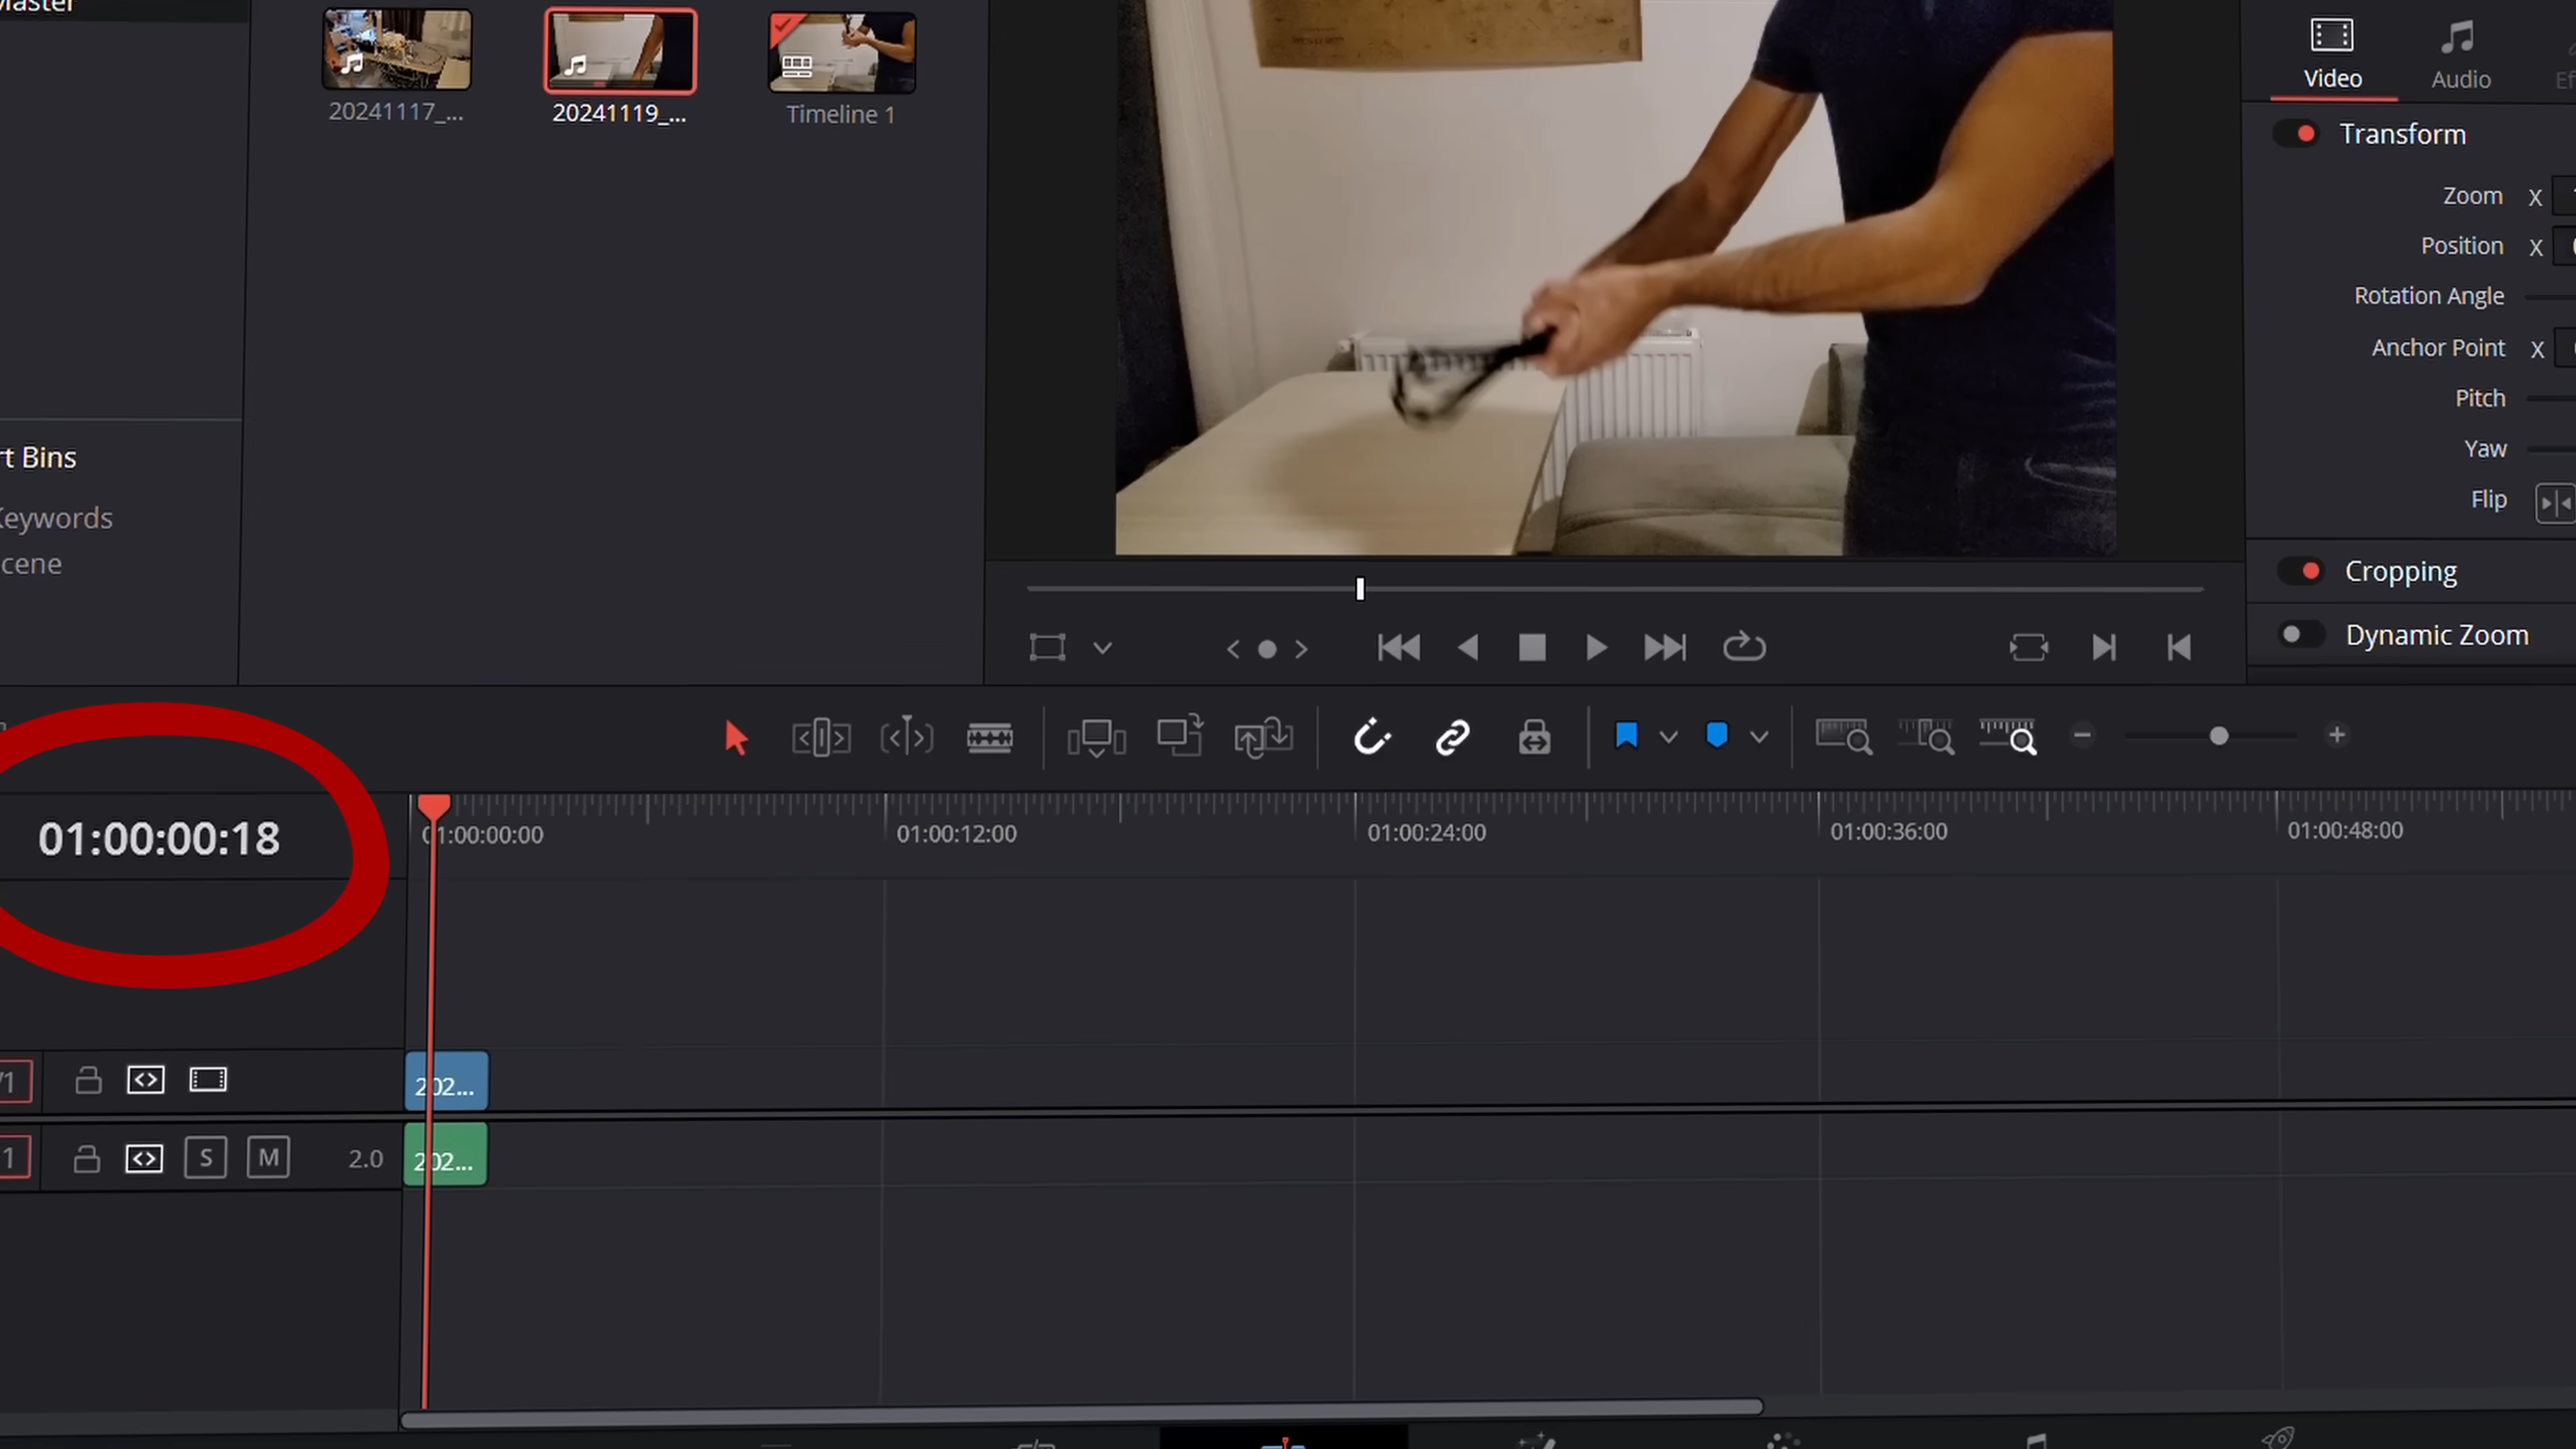 Master
20241117_...
20241119_...
Timeline 1
Video
Audio
Transform
Zoom X
Position X
Rotation Angle
Anchor Point X
Pitch
Yaw
Flip
Cropping
Dynamic Zoom
rt Bins
Keywords
cene
01:00:00:18
01:00:00:00
01:00:12:00
01:00:24:00
01:00:36:00
01:00:48:00
202...
1
S
M
2.0
202...